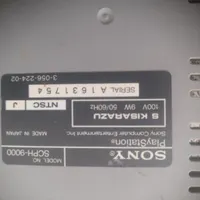 SONY
MODEL NO. SCPH-9000
PlayStation®
Sony Computer Entertainment Inc.
MADE IN JAPAN
100V 9W 50/60Hz
S KISARAZU
NTSC J
SERIAL A1631754
3-056-224-02